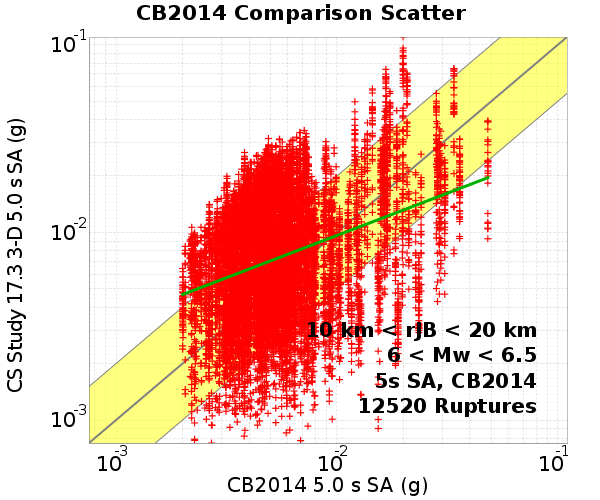 CB2014 Comparison Scatter
CS Study 17.3 3-D 5.0 s SA (g)
10-1
10-2
10-3
10 km < rJB < 20 km
6 < Mw < 6.5
5s SA, CB2014
12520 Ruptures
10-3
10-2
10-1
CB2014 5.0 s SA (g)